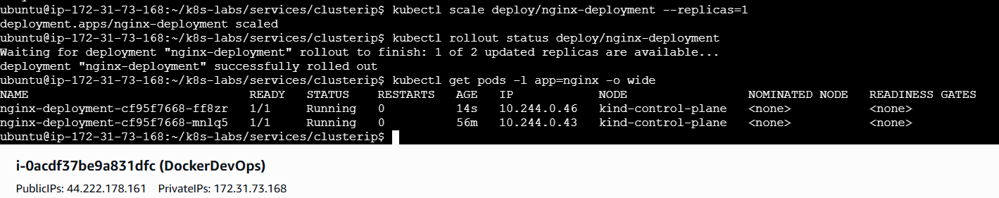 ubuntu@ip-172-31-73-168:~/k8s-labs/services/clusterip$ kubectl scale deploy/nginx-deployment --replicas=1
deployment.apps/nginx-deployment scaled
ubuntu@ip-172-31-73-168:~/k8s-labs/services/clusterip$ kubectl rollout status deploy/nginx-deployment
Waiting for deployment "nginx-deployment" rollout to finish: 1 of 2 updated replicas are available...
deployment "nginx-deployment" successfully rolled out
ubuntu@ip-172-31-73-168:~/k8s-labs/services/clusterip$ kubectl get pods -l app=nginx -o wide
NAME                               READY   STATUS    RESTARTS   AGE   IP            NODE                 NOMINATED NODE   READINESS GATES
nginx-deployment-cf95f7668-ff8zr   1/1     Running   0          14s   10.244.0.46   kind-control-plane   <none>           <none>
nginx-deployment-cf95f7668-mnlq5   1/1     Running   0          56m   10.244.0.43   kind-control-plane   <none>           <none>
ubuntu@ip-172-31-73-168:~/k8s-labs/services/clusterip$
i-0acdf37be9a831dfc (DockerDevOps)
PublicIPs: 44.222.178.161    PrivateIPs: 172.31.73.168